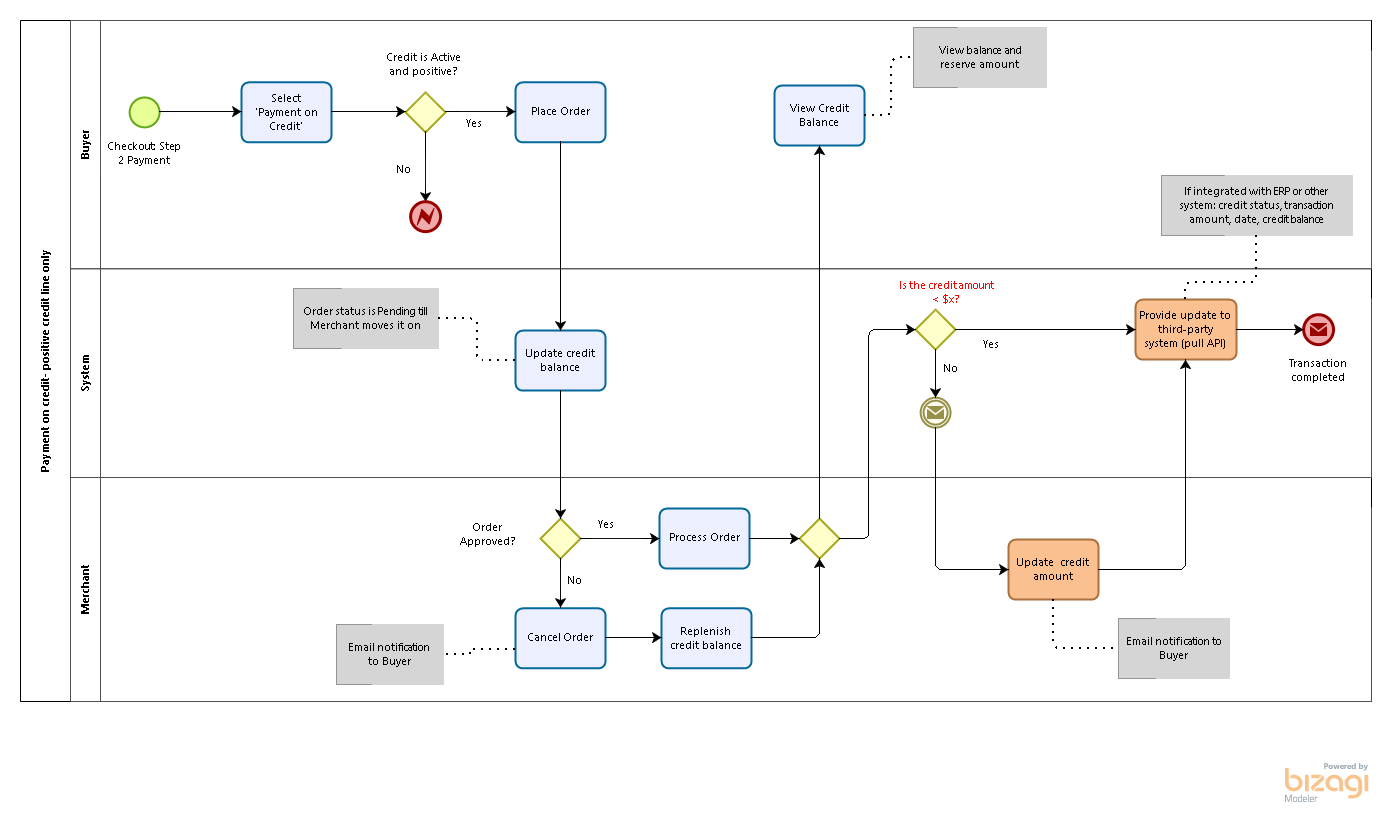 Payment on credit- positive credit line only
Buyer
Checkout: Step
2 Payment
Select
'Payment on
Credit'
Credit is Active
and positive?
Yes
No
Place Order
View Credit
Balance
View balance and
reserve amount
If integrated with ERP or other
system: credit status, transaction
amount, date, credit balance
System
Order status is Pending till
Merchant moves it on
Update credit
balance
Is the credit amount
< $x?
Yes
No
Provide update to
third-party
system (pull API)
Transaction
completed
Merchant
Order
Approved?
Yes
No
Process Order
Cancel Order
Replenish
credit balance
Email notification
to Buyer
Update credit
amount
Email notification to
Buyer
Powered by
bizagi
Modeler